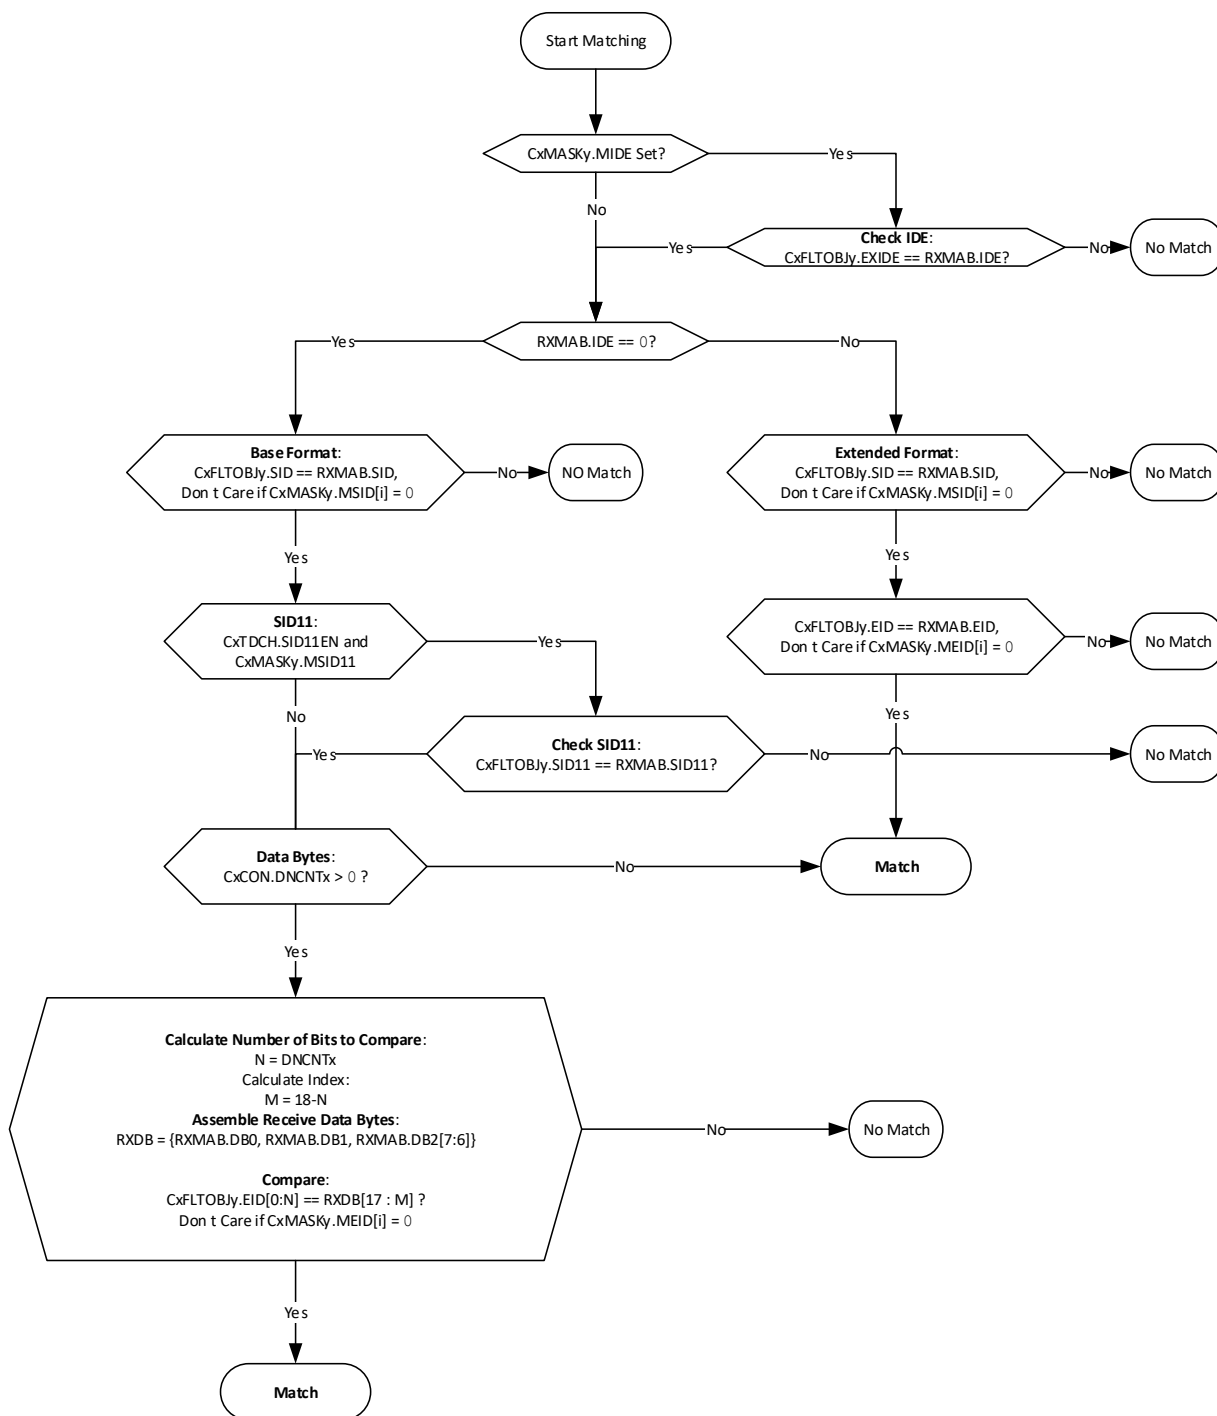 Start Matching
CxMASKy.MIDE Set?
Yes
No
Check IDE:
CxFLTOBJy.EXIDE == RXMAB.IDE?
Yes
No
No Match
RXMAB.IDE == 0?
Yes
No
Base Format:
CxFLTOBJy.SID == RXMAB.SID,
Don t Care if CxMASKy.MSID[i] = 0
No
NO Match
Extended Format:
CxFLTOBJy.SID == RXMAB.SID,
Don t Care if CxMASKy.MSID[i] = 0
No
No Match
Yes
Yes
SID11:
CxTDCH.SID11EN and
CxMASKy.MSID11
Yes
CxFLTOBJy.EID == RXMAB.EID,
Don t Care if CxMASKy.MEID[i] = 0
No
No Match
No
Yes
Yes
Check SID11:
CxFLTOBJy.SID11 == RXMAB.SID11?
No
No Match
Data Bytes:
CxCON.DNCNTx > 0 ?
No
Match
Yes
Calculate Number of Bits to Compare:
N = DNCNTx
Calculate Index:
M = 18-N
Assemble Receive Data Bytes:
RXDB = {RXMAB.DB0, RXMAB.DB1, RXMAB.DB2[7:6]}
No
No Match
Compare:
CxFLTOBJy.EID[0:N] == RXDB[17 : M] ?
Don t Care if CxMASKy.MEID[i] = 0
Yes
Match